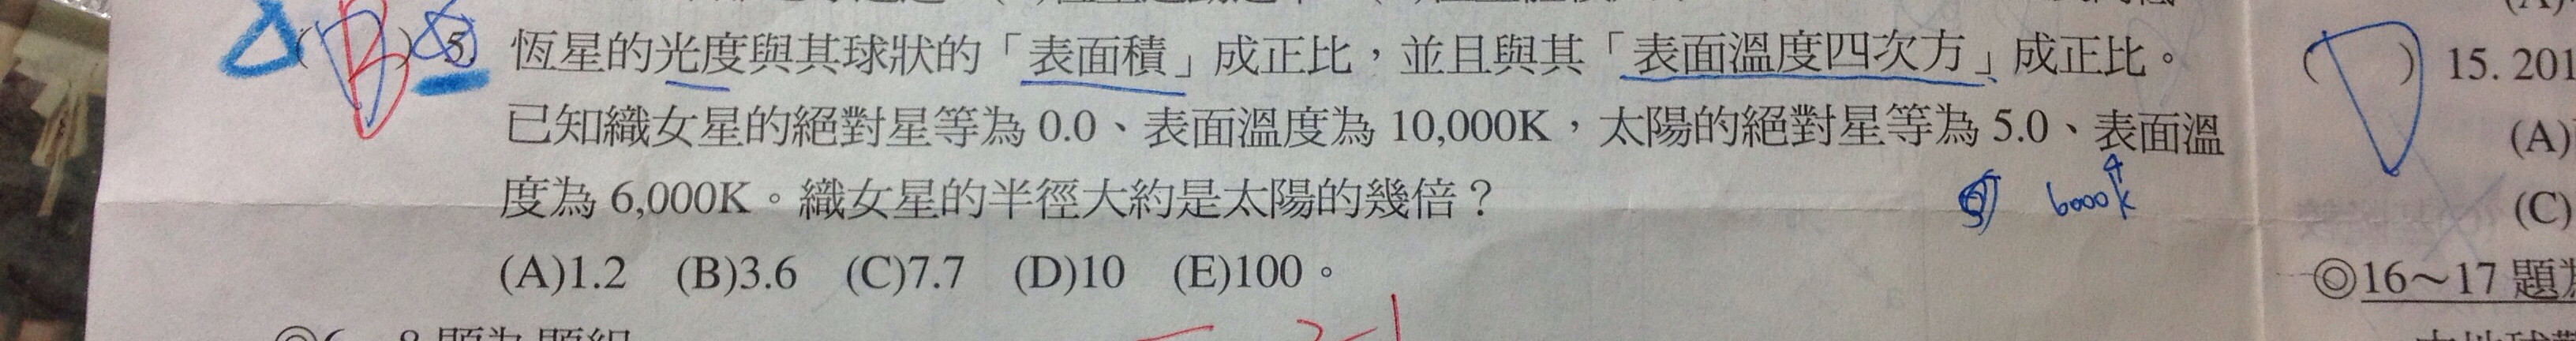 ( B ) 5. 恆星的光度與其球狀的「表面積」成正比，並且與其「表面溫度四次方」成正比。
已知織女星的絕對星等為 0.0、表面溫度為 10,000K，太陽的絕對星等為 5.0、表面溫
度為 6,000K。織女星的半徑大約是太陽的幾倍？
6000k
(A)1.2 (B)3.6 (C)7.7 (D)10 (E)100。
( D ) 15. 201
(A)
(C)
◎16～17 題為